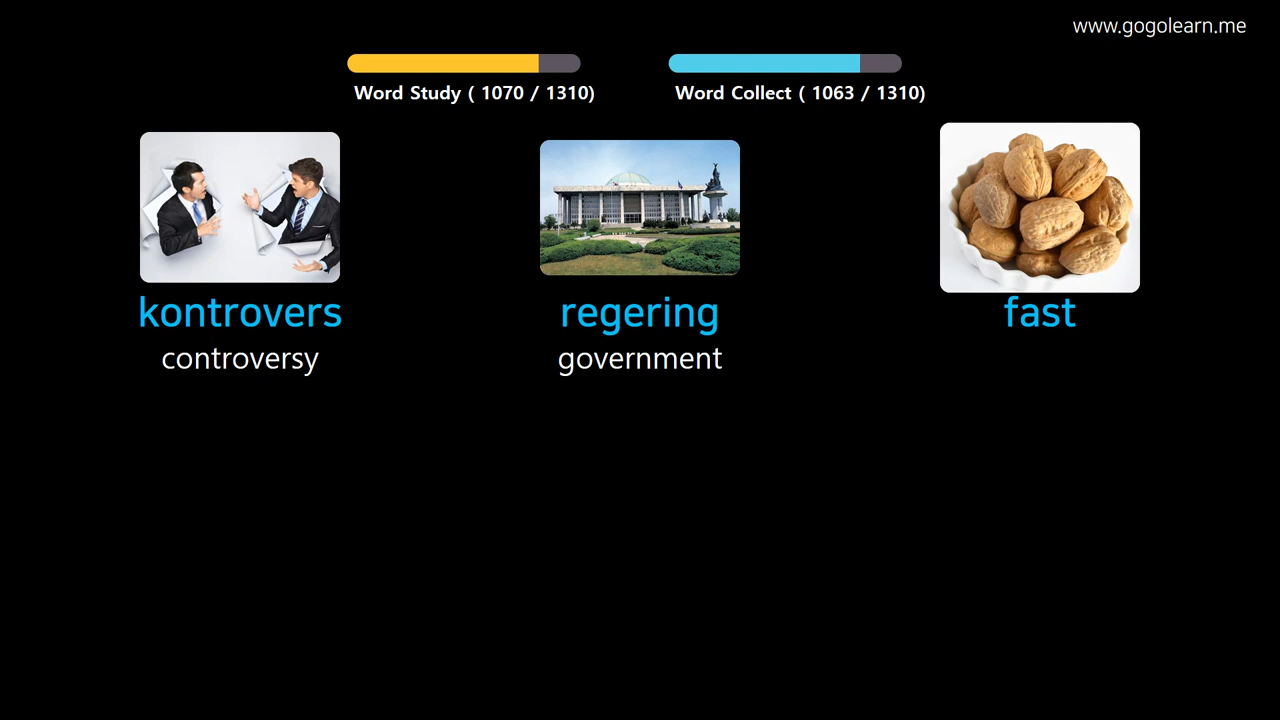 www.gogolearn.me
Word Study ( 1070 / 1310)
Word Collect ( 1063 / 1310)
kontrovers
regering
fast
controversy
government